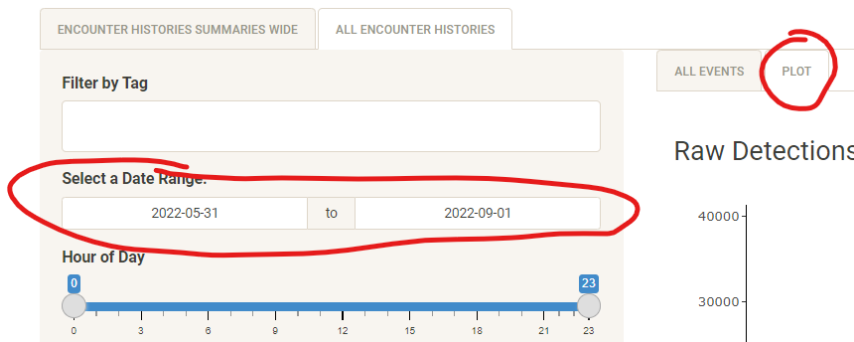 ENCOUNTER HISTORIES SUMMARIES WIDE
ALL ENCOUNTER HISTORIES
Filter by Tag
Select a Date Range:
2022-05-31 to 2022-09-01
Hour of Day
0 23
0 3 6 9 12 15 18 21 23
ALL EVENTS PLOT
Raw Detections
40000
30000